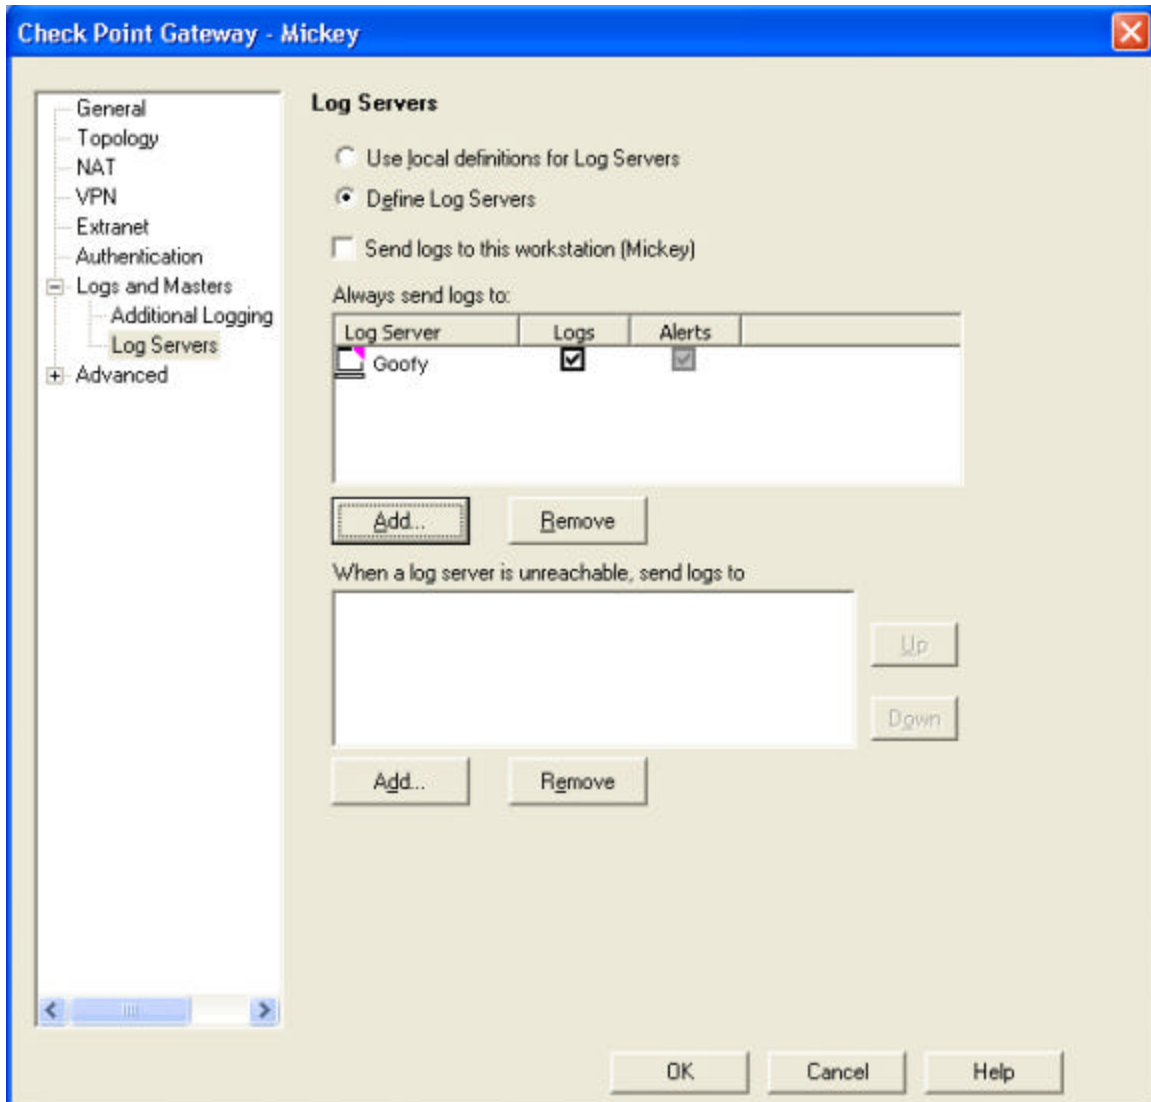 Check Point Gateway - Mickey
General
Topology
NAT
VPN
Extranet
Authentication
Logs and Masters
Additional Logging
Log Servers
Advanced
Log Servers
Use local definitions for Log Servers
Define Log Servers
Send logs to this workstation (Mickey)
Always send logs to:
Log Server Logs Alerts
Goofy
Add... Remove
When a log server is unreachable, send logs to
Up
Down
Add... Remove
OK Cancel Help